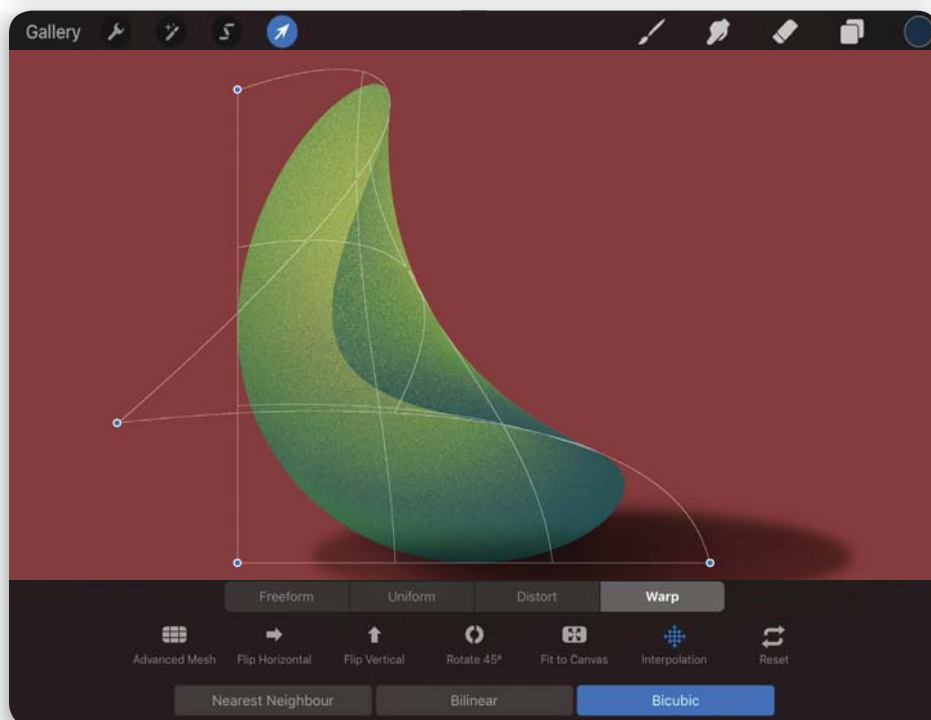 Gallery
Freeform Uniform Distort Warp
Advanced Mesh Flip Horizontal Flip Vertical Rotate 45º Fit to Canvas Interpolation Reset
Nearest Neighbour Bilinear Bicubic